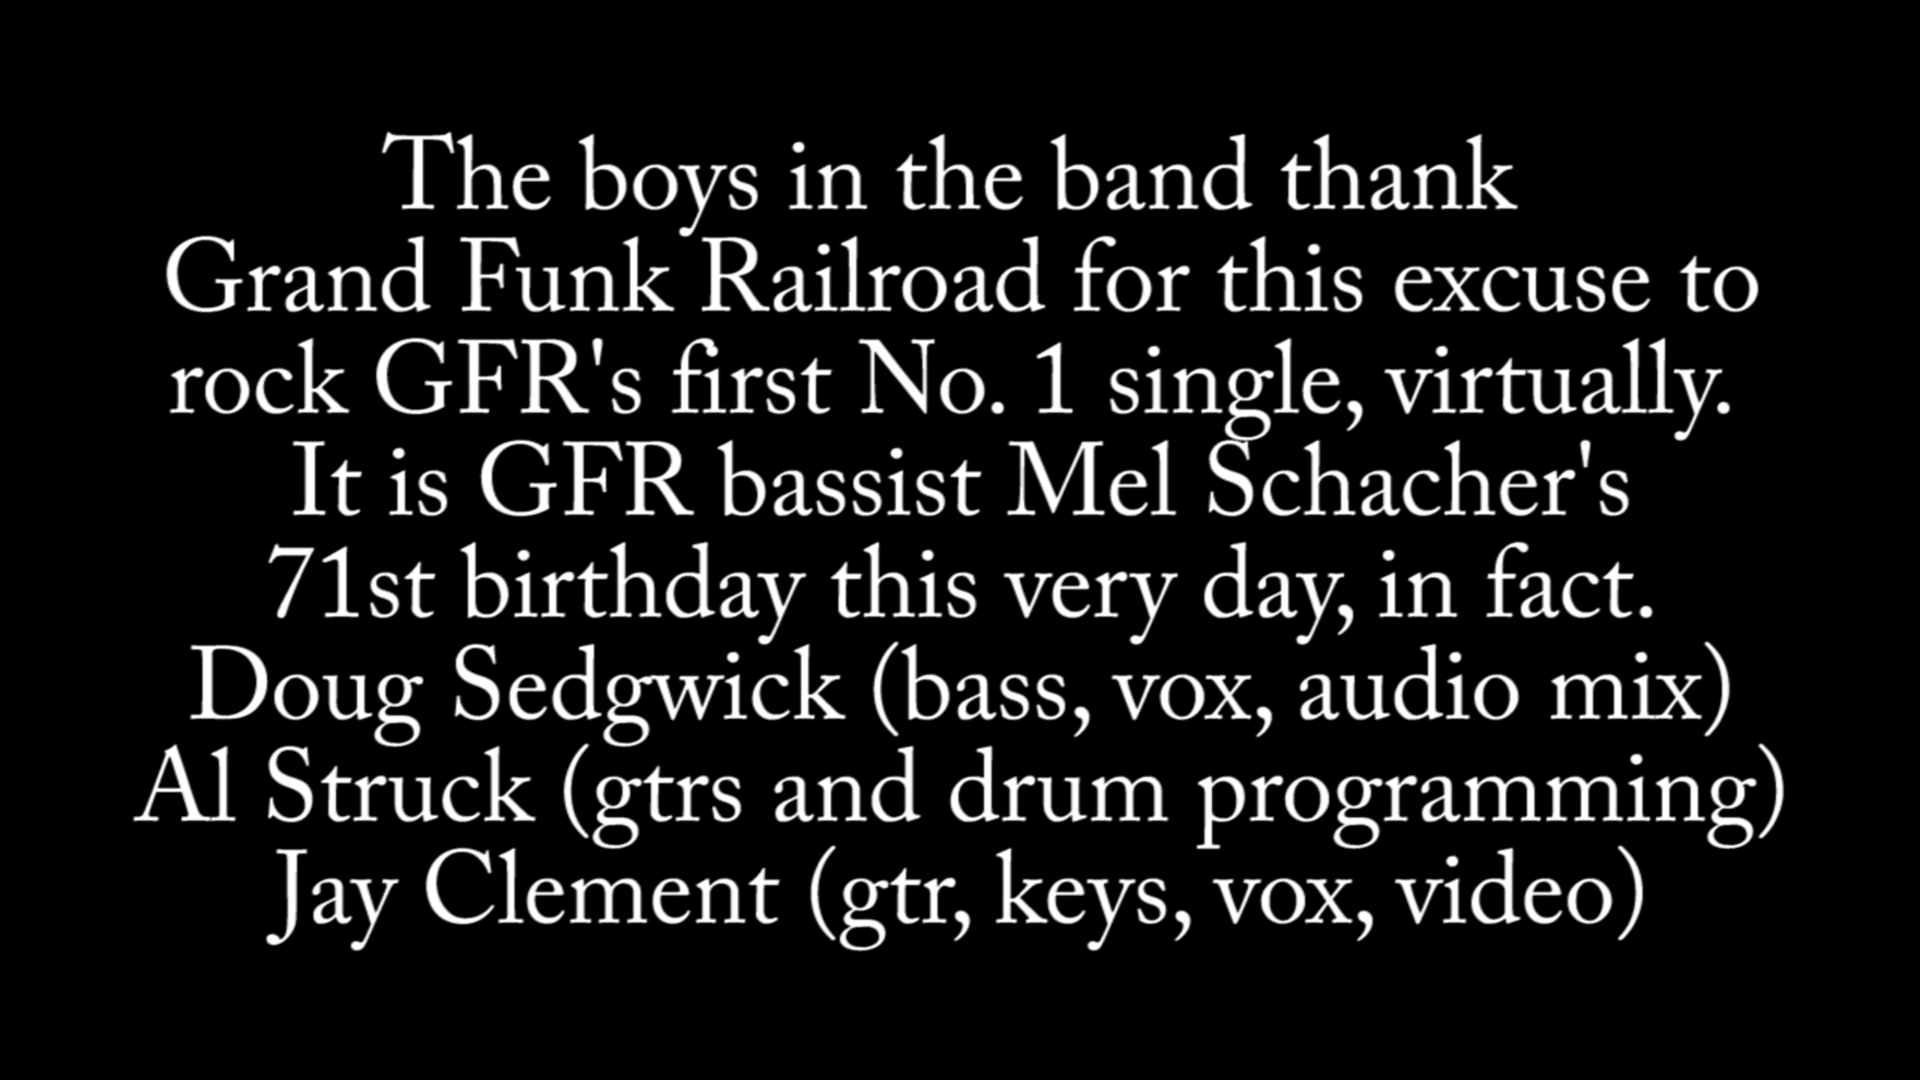 The boys in the band thank
Grand Funk Railroad for this excuse to
rock GFR's first No. 1 single, virtually.
It is GFR bassist Mel Schacher's
71st birthday this very day, in fact.
Doug Sedgwick (bass, vox, audio mix)
Al Struck (gtrs and drum programming)
Jay Clement (gtr, keys, vox, video)